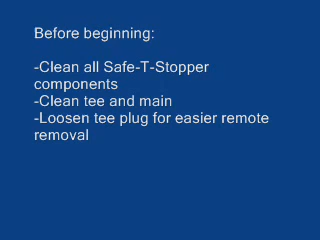 Before beginning:
-Clean all Safe-T-Stopper
components
-Clean tee and main
-Loosen tee plug for easier remote
removal